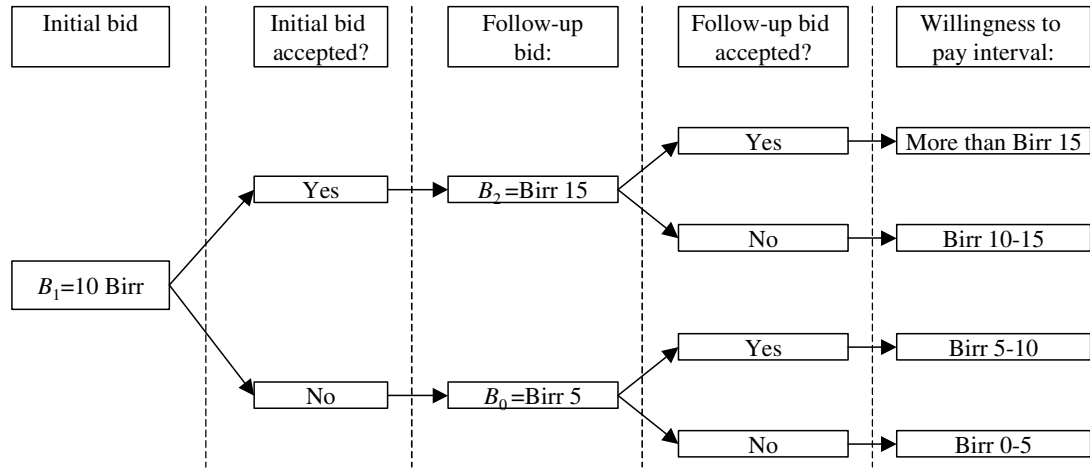 Initial bid
Initial bid
accepted?
Follow-up
bid:
Follow-up bid
accepted?
Willingness to
pay interval:
Yes
More than Birr 15
Yes
B₂=Birr 15
No
Birr 10-15
B₁=10 Birr
Yes
Birr 5-10
No
B₀=Birr 5
No
Birr 0-5